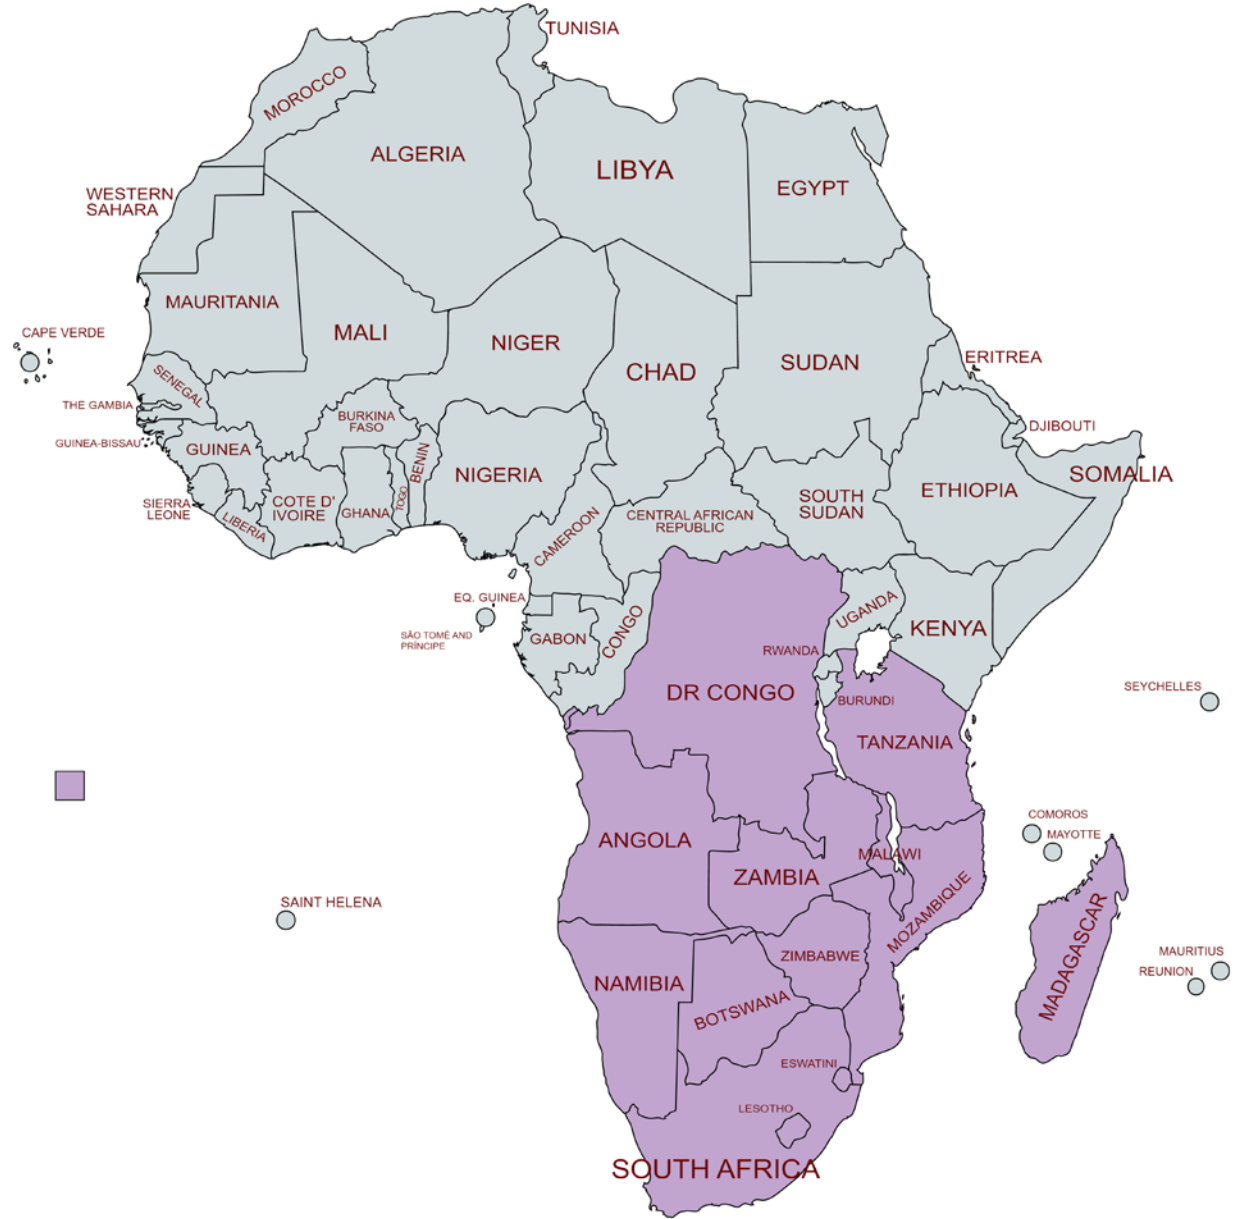 TUNISIA
MOROCCO
ALGERIA
LIBYA
EGYPT
WESTERN
SAHARA
MAURITANIA
MALI
NIGER
CHAD
SUDAN
ERITREA
CAPE VERDE
SENEGAL
THE GAMBIA
GUINEA-BISSAU
GUINEA
BURKINA
FASO
BENIN
NIGERIA
DJIBOUTI
SOMALIA
ETHIOPIA
SOUTH
SUDAN
SIERRA
LEONE
LIBERIA
COTE D'
IVOIRE
GHANA
TOGO
CAMEROON
CENTRAL AFRICAN
REPUBLIC
EQ. GUINEA
SÃO TOMÉ AND
PRÍNCIPE
GABON
CONGO
UGANDA
KENYA
RWANDA
DR CONGO
BURUNDI
TANZANIA
SEYCHELLES
COMOROS
MAYOTTE
ANGOLA
ZAMBIA
MALAWI
MOZAMBIQUE
SAINT HELENA
MADAGASCAR
MAURITIUS
REUNION
NAMIBIA
BOTSWANA
ZIMBABWE
ESWATINI
LESOTHO
SOUTH AFRICA